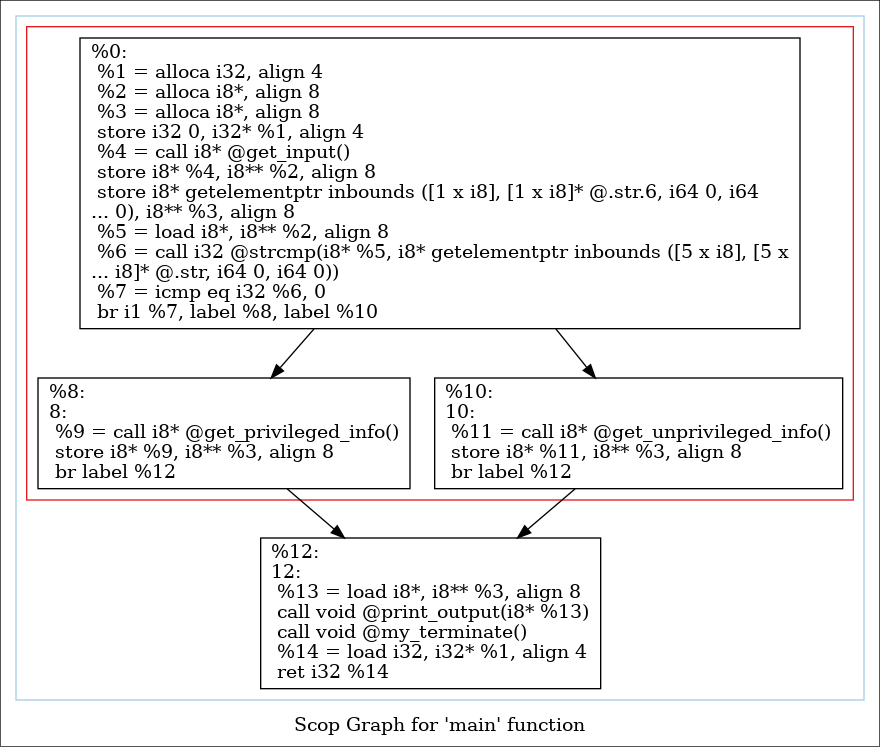 %0:
%1 = alloca i32, align 4
%2 = alloca i8*, align 8
%3 = alloca i8*, align 8
store i32 0, i32* %1, align 4
%4 = call i8* @get_input()
store i8* %4, i8** %2, align 8
store i8* getelementptr inbounds ([1 x i8], [1 x i8]* @.str.6, i64 0, i64
... 0), i8** %3, align 8
%5 = load i8*, i8** %2, align 8
%6 = call i32 @strcmp(i8* %5, i8* getelementptr inbounds ([5 x i8], [5 x
... i8]* @.str, i64 0, i64 0))
%7 = icmp eq i32 %6, 0
br i1 %7, label %8, label %10
%8:
8:
%9 = call i8* @get_privileged_info()
store i8* %9, i8** %3, align 8
br label %12
%10:
10:
%11 = call i8* @get_unprivileged_info()
store i8* %11, i8** %3, align 8
br label %12
%12:
12:
%13 = load i8*, i8** %3, align 8
call void @print_output(i8* %13)
call void @my_terminate()
%14 = load i32, i32* %1, align 4
ret i32 %14
Scop Graph for 'main' function